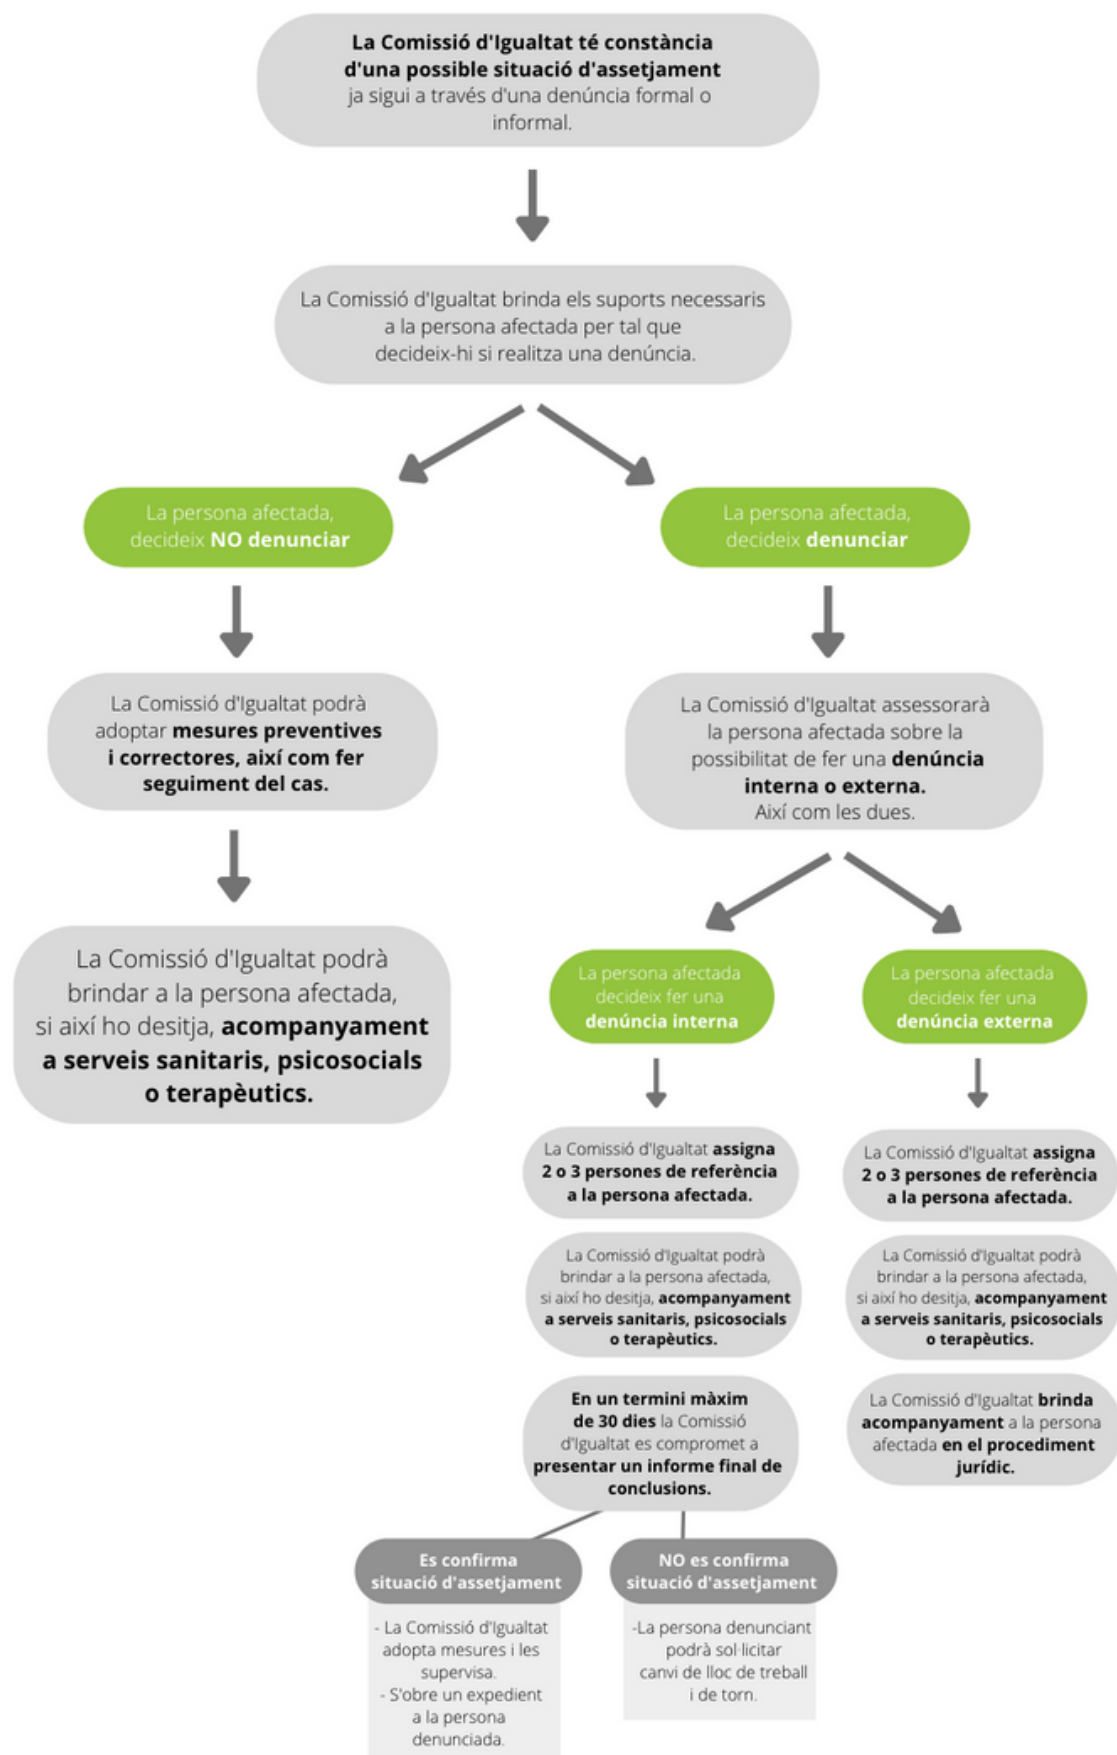 La Comissió d'Igualtat té constància
d'una possible situació d'assetjament
ja sigui a través d'una denúncia formal o
informal.
La Comissió d'Igualtat brinda els suports necessaris
a la persona afectada per tal que
decideix-hi si realitza una denúncia.
La persona afectada,
decideix NO denunciar
La persona afectada,
decideix denunciar
La Comissió d'Igualtat podrà
adoptar mesures preventives
i correctores, així com fer
seguiment del cas.
La Comissió d'Igualtat podrà
brindar a la persona afectada,
si així ho desitja, acompanyament
a serveis sanitaris, psicosocials
o terapèutics.
La Comissió d'Igualtat assessorarà
la persona afectada sobre la
possibilitat de fer una denúncia
interna o externa.
Així com les dues.
La persona afectada
decideix fer una
denúncia interna
La Comissió d'Igualtat assigna
2 o 3 persones de referència
a la persona afectada.
La Comissió d'Igualtat podrà
brindar a la persona afectada,
si així ho desitja, acompanyament
a serveis sanitaris, psicosocials
o terapèutics.
En un termini màxim
de 30 dies la Comissió
d'Igualtat es compromet a
presentar un informe final de
conclusions.
La persona afectada
decideix fer una
denúncia externa
La Comissió d'Igualtat assigna
2 o 3 persones de referència
a la persona afectada.
La Comissió d'Igualtat podrà
brindar a la persona afectada,
si així ho desitja, acompanyament
a serveis sanitaris, psicosocials
o terapèutics.
La Comissió d'Igualtat brinda
acompanyament a la persona
afectada en el procediment
jurídic.
Es confirma
situació d'assetjament
- La Comissió d'Igualtat
adopta mesures i les
supervisa.
- S'obre un expedient
a la persona
denunciada.
NO es confirma
situació d'assetjament
-La persona denunciant
podrà sol·licitar
canvi de lloc de treball
i de torn.